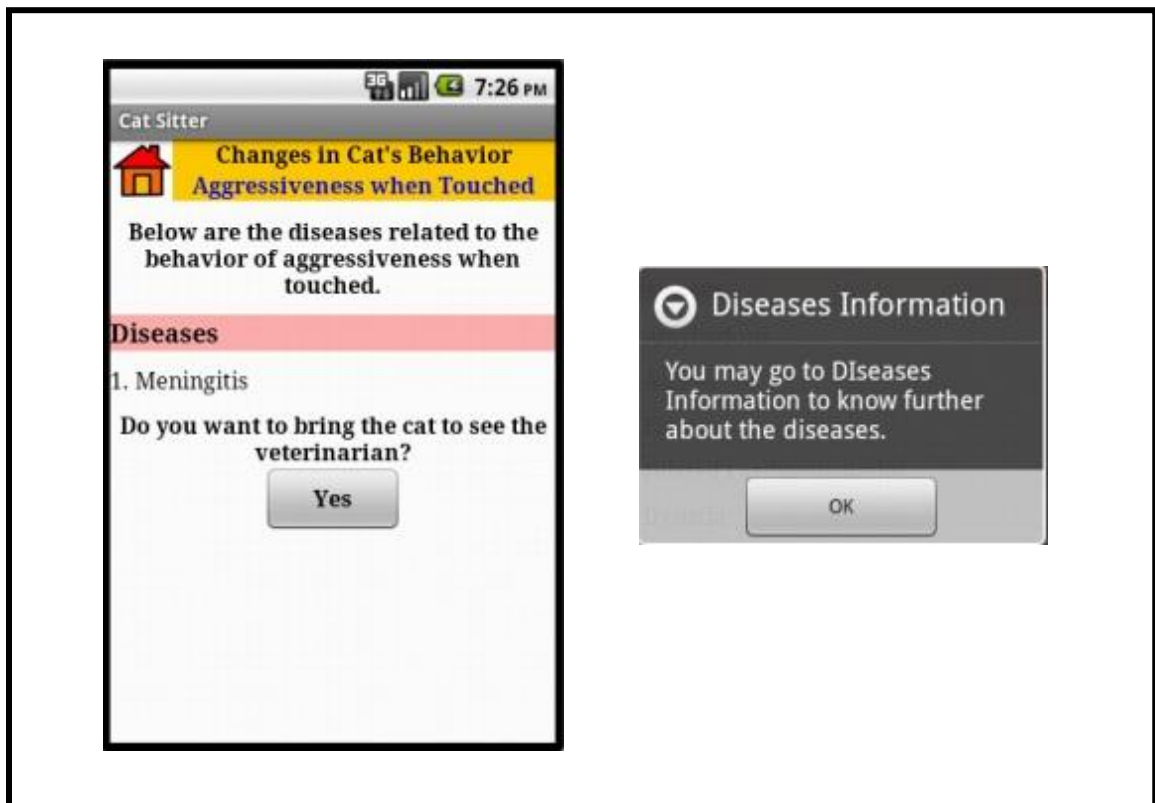 3G
7:26 PM
Cat Sitter
Changes in Cat's Behavior
Aggressiveness when Touched
Below are the diseases related to the
behavior of aggressiveness when
touched.
Diseases
1. Meningitis
Do you want to bring the cat to see the
veterinarian?
Yes
Diseases Information
You may go to DIseases
Information to know further
about the diseases.
OK